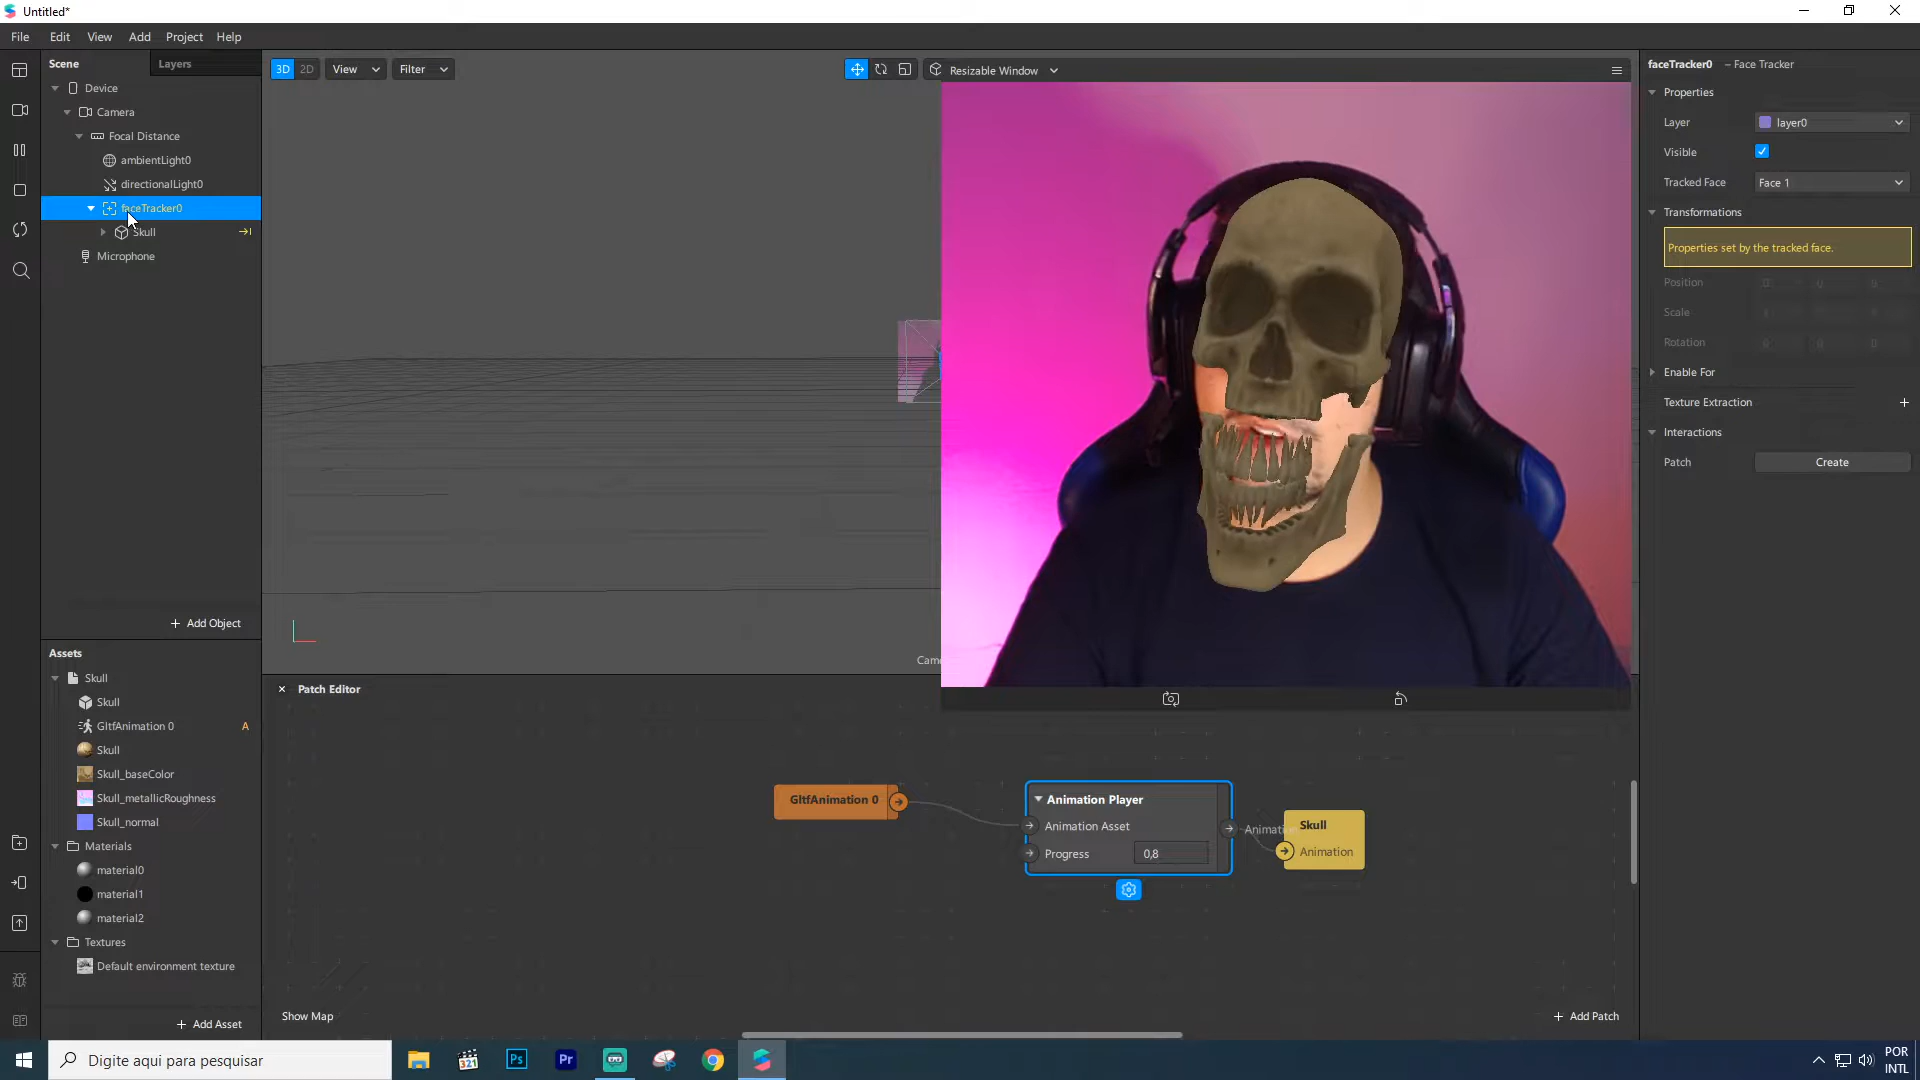 Untitled*
File Edit View Add Project Help
Scene Layers
Device
Camera
Focal Distance
ambientLight0
directionalLight0
faceTracker0
Skull
Microphone
+ Add Object
Assets
Skull
Skull
GltfAnimation 0 A
Skull
Skull_baseColor
Skull_metallicRoughness
Skull_normal
Materials
material0
material1
material2
Textures
Default environment texture
+ Add Asset
3D 2D View Filter
Resizable Window
Patch Editor
GltfAnimation 0
Animation Player
Animation Asset
Progress 0,8
Skull
Animation
Show Map
+ Add Patch
faceTracker0 – Face Tracker
Properties
Layer layer0
Visible
Tracked Face Face 1
Transformations
Properties set by the tracked face.
Position
Scale
Rotation
Enable For
Texture Extraction +
Interactions
Patch Create
Digite aqui para pesquisar
321
Ps
Pr
POR
INTL